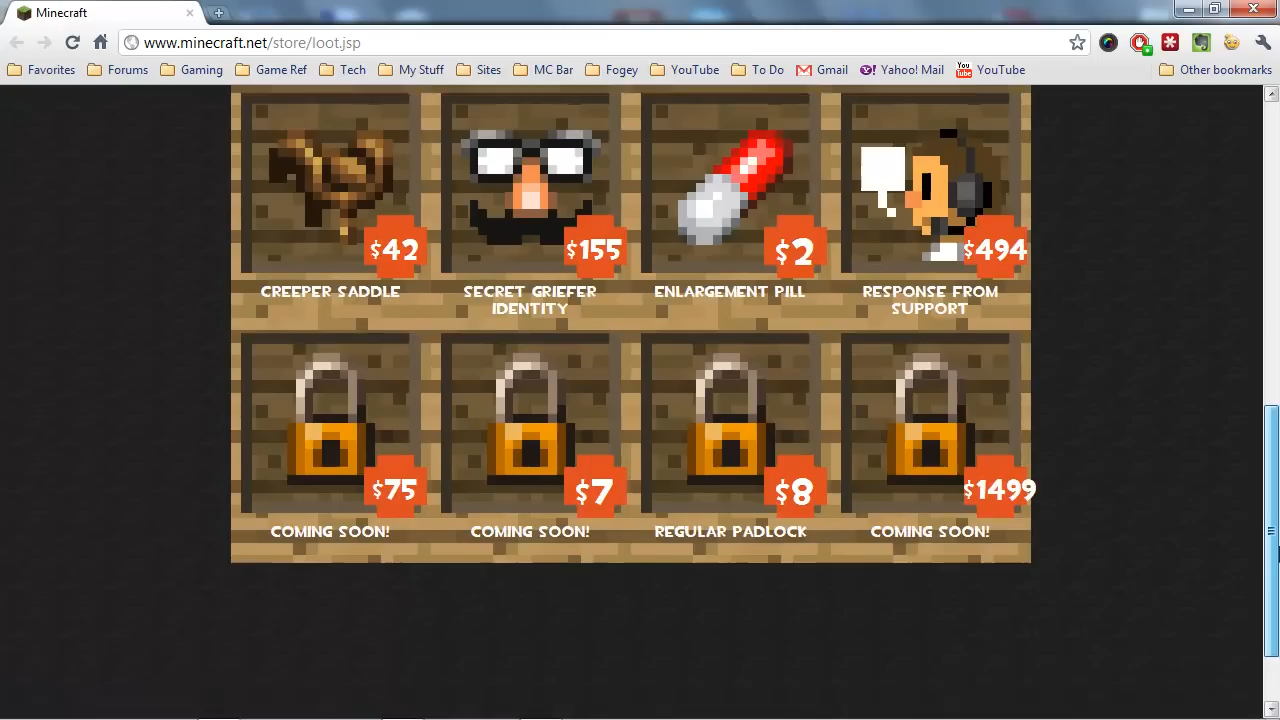 Minecraft
www.minecraft.net/store/loot.jsp
Favorites Forums Gaming Game Ref Tech My Stuff Sites MC Bar Fogey YouTube To Do Gmail Yahoo! Mail YouTube Other bookmarks
$42 $155 $2 $494
CREEPER SADDLE
SECRET GRIEFER
IDENTITY
ENLARGEMENT PILL
RESPONSE FROM
SUPPORT
$75 $7 $8 $1499
COMING SOON! COMING SOON! REGULAR PADLOCK COMING SOON!